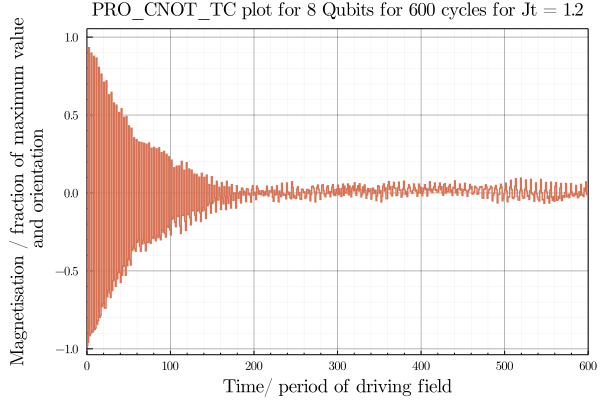 PRO_CNOT_TC plot for 8 Qubits for 600 cycles for Jt = 1.2
Magnetisation / fraction of maximum value
and orientation
1.0
0.5
0.0
−0.5
−1.0
0 100 200 300 400 500 600
Time/ period of driving field